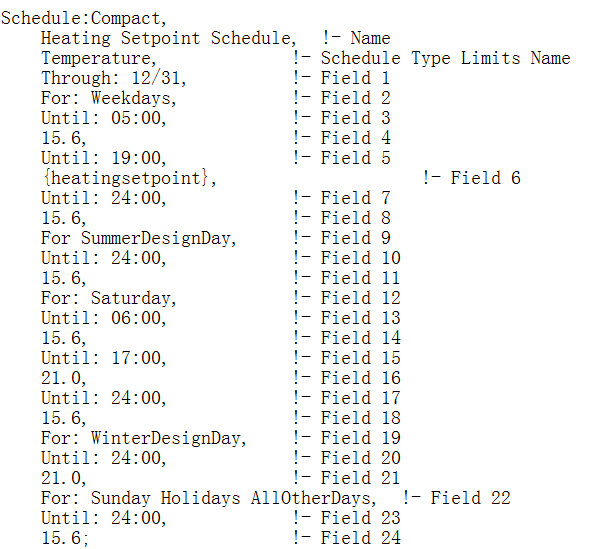 Schedule:Compact,
    Heating Setpoint Schedule,  !- Name
    Temperature,             !- Schedule Type Limits Name
    Through: 12/31,          !- Field 1
    For: Weekdays,           !- Field 2
    Until: 05:00,            !- Field 3
    15.6,                    !- Field 4
    Until: 19:00,            !- Field 5
    {heatingsetpoint},                    !- Field 6
    Until: 24:00,            !- Field 7
    15.6,                    !- Field 8
    For SummerDesignDay,     !- Field 9
    Until: 24:00,            !- Field 10
    15.6,                    !- Field 11
    For: Saturday,           !- Field 12
    Until: 06:00,            !- Field 13
    15.6,                    !- Field 14
    Until: 17:00,            !- Field 15
    21.0,                    !- Field 16
    Until: 24:00,            !- Field 17
    15.6,                    !- Field 18
    For: WinterDesignDay,    !- Field 19
    Until: 24:00,            !- Field 20
    21.0,                    !- Field 21
    For: Sunday Holidays AllOtherDays,  !- Field 22
    Until: 24:00,            !- Field 23
    15.6;                    !- Field 24